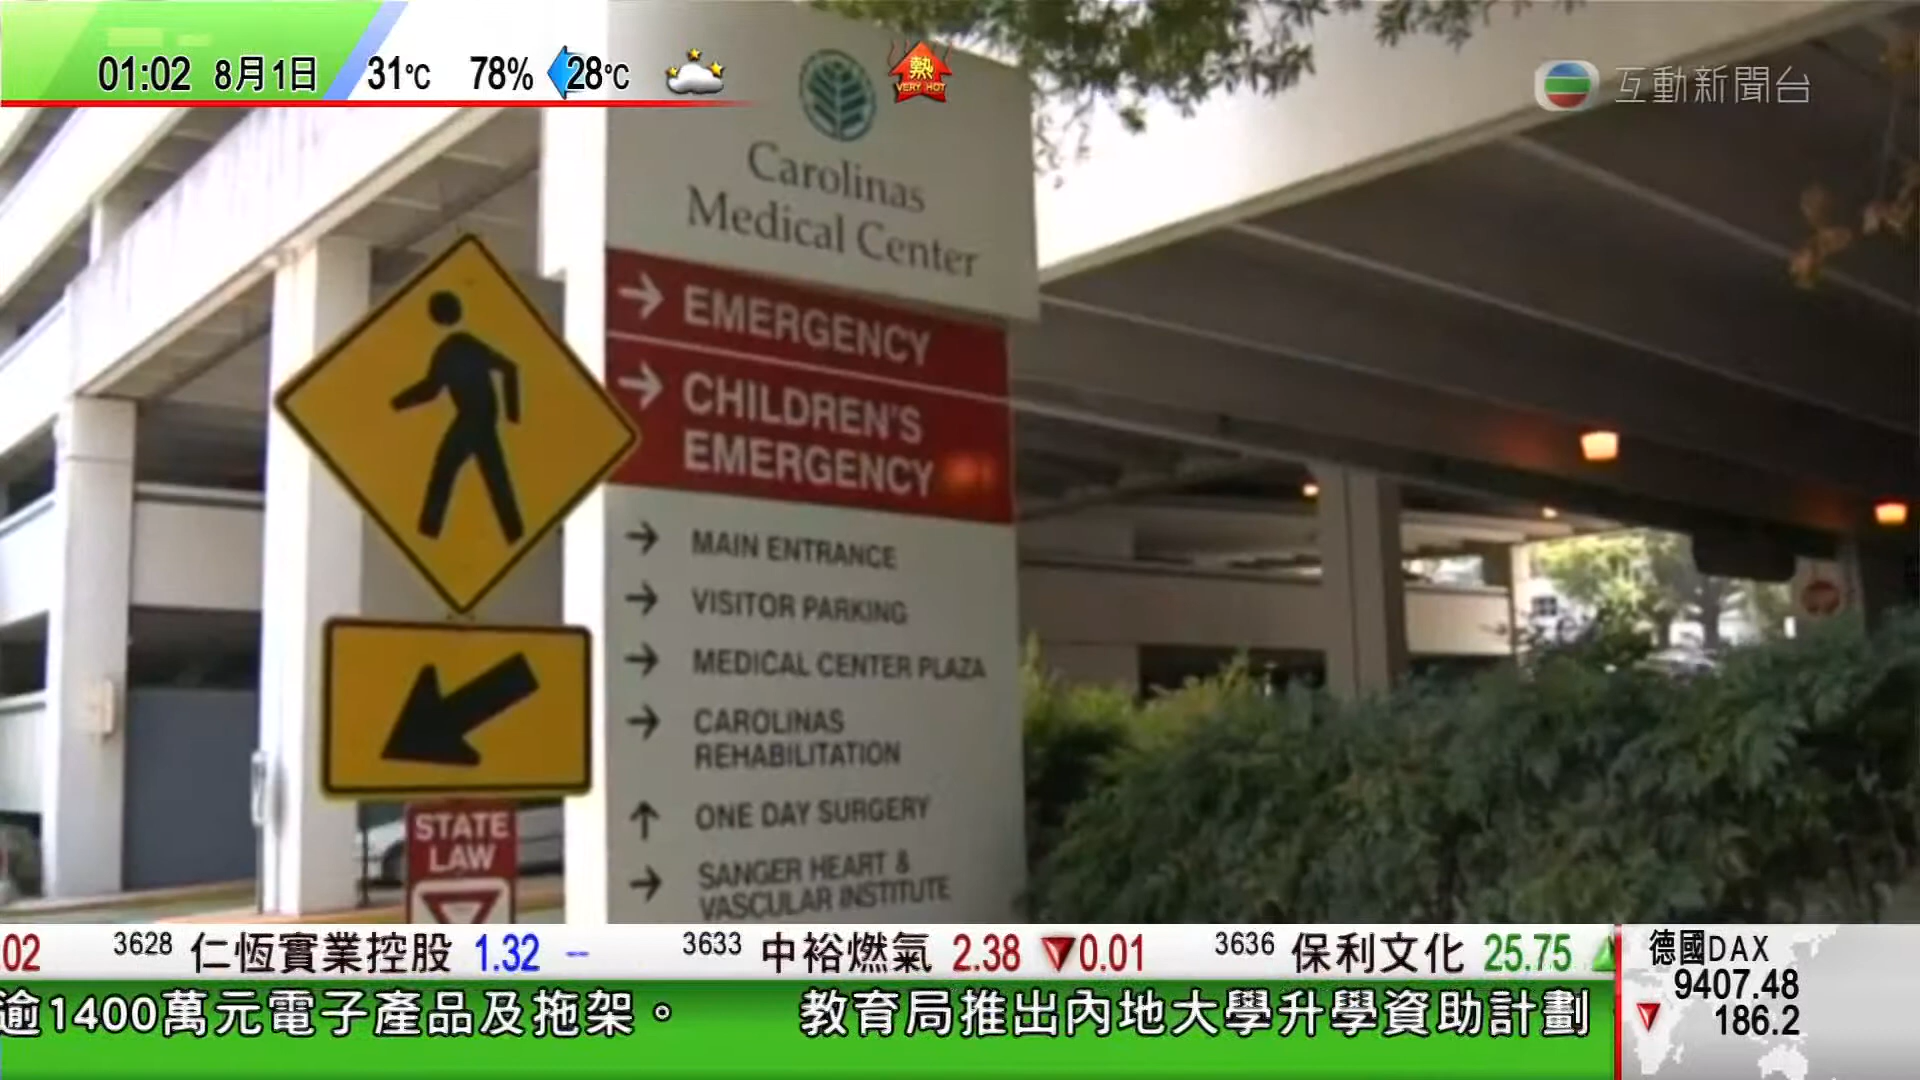 01:02 8月1日 31°C 78% 28°C
熱
VERY HOT
互動新聞台
Carolinas
Medical Center
→ EMERGENCY
→ CHILDREN'S
EMERGENCY
→ MAIN ENTRANCE
→ VISITOR PARKING
→ MEDICAL CENTER PLAZA
→ CAROLINAS
REHABILITATION
↑ ONE DAY SURGERY
→ SANGER HEART &
VASCULAR INSTITUTE
STATE
LAW
02 3628 仁恆實業控股 1.32 -- 3633 中裕燃氣 2.38 ▼0.01 3636 保利文化 25.75
逾1400萬元電子產品及拖架。 教育局推出內地大學升學資助計劃
德國DAX
9407.48
▼ 186.2